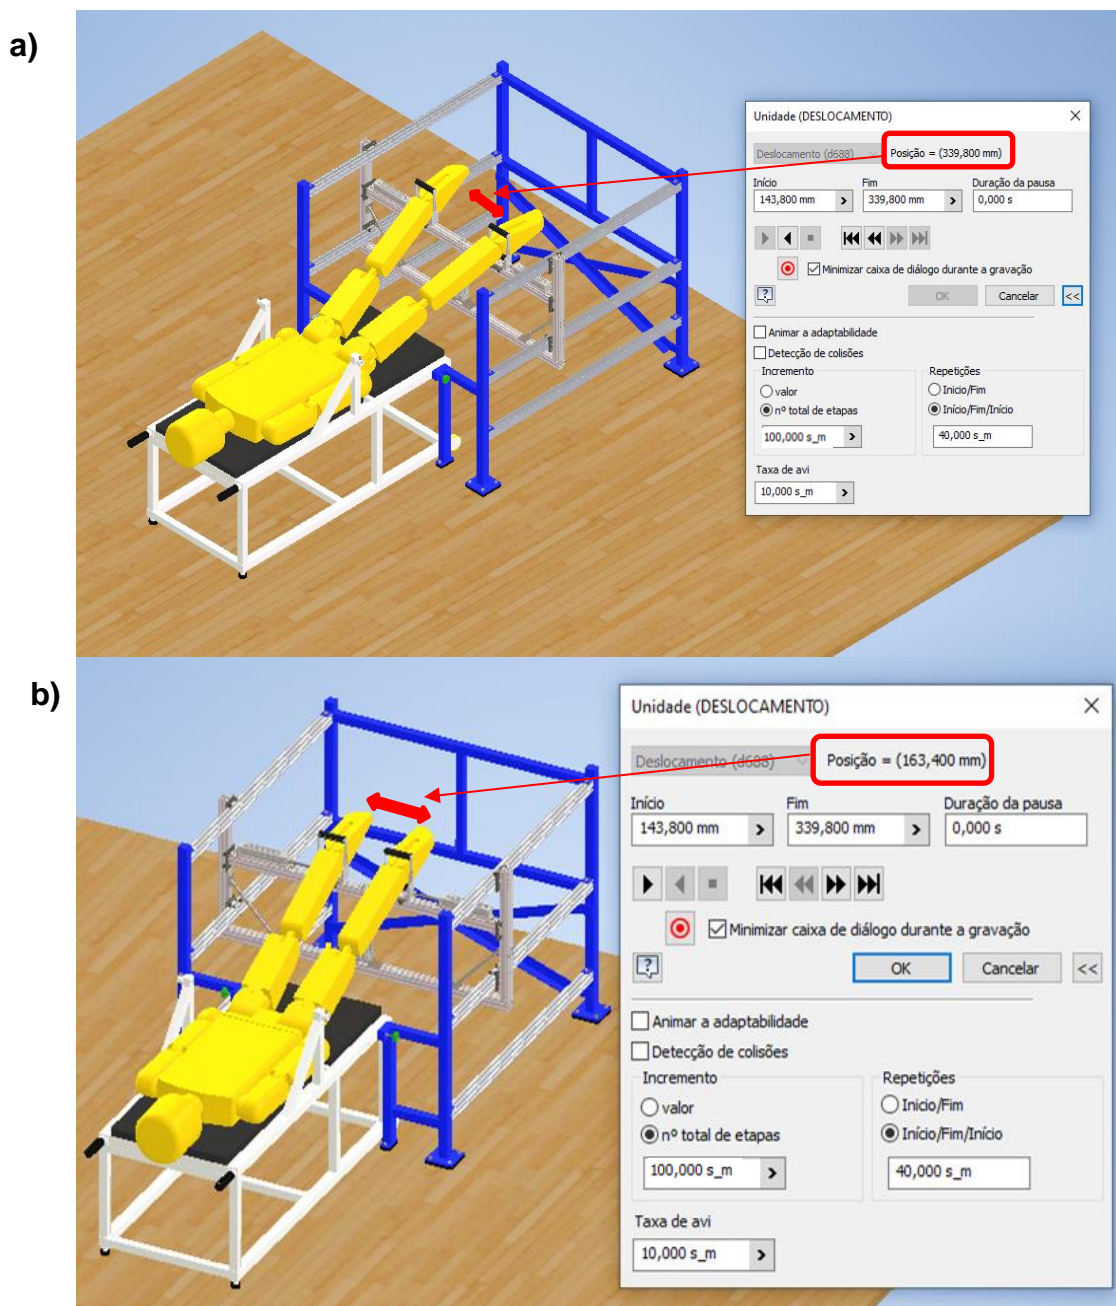 a)
Unidade (DESLOCAMENTO)
Deslocamento (d688) Posição = (339,800 mm)
Início Fim Duração da pausa
143,800 mm 339,800 mm 0,000 s
Minimizar caixa de diálogo durante a gravação
OK Cancelar <<
Animar a adaptabilidade
Detecção de colisões
Incremento Repetições
valor Inicio/Fim
nº total de etapas Início/Fim/Início
100,000 s_m 40,000 s_m
Taxa de avi
10,000 s_m
b)
Unidade (DESLOCAMENTO)
Deslocamento (d688) Posição = (163,400 mm)
Início Fim Duração da pausa
143,800 mm 339,800 mm 0,000 s
Minimizar caixa de diálogo durante a gravação
OK Cancelar <<
Animar a adaptabilidade
Detecção de colisões
Incremento Repetições
valor Inicio/Fim
nº total de etapas Início/Fim/Início
100,000 s_m 40,000 s_m
Taxa de avi
10,000 s_m